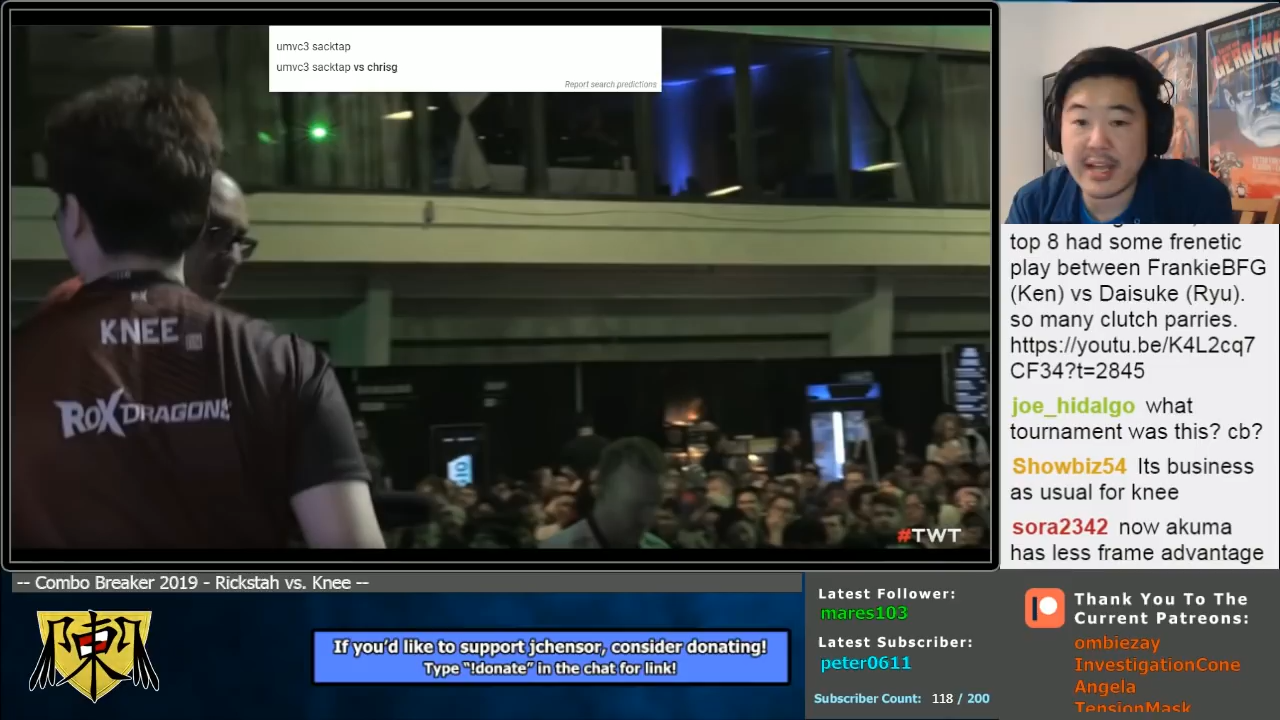 umvc3 sacktap
umvc3 sacktap vs chrisg
Report search predictions
KNEE
ROX DRAGONS
#TWT
top 8 had some frenetic
play between FrankieBFG
(Ken) vs Daisuke (Ryu).
so many clutch parries.
https://youtu.be/K4L2cq7
CF34?t=2845
joe_hidalgo what
tournament was this? cb?
Showbiz54 Its business
as usual for knee
sora2342 now akuma
has less frame advantage
-- Combo Breaker 2019 - Rickstah vs. Knee --
If you'd like to support jchensor, consider donating!
Type "!donate" in the chat for link!
Latest Follower:
mares103
Latest Subscriber:
peter0611
Subscriber Count: 118 / 200
Thank You To The
Current Patreons:
ombiezay
InvestigationCone
Angela
TensionMask